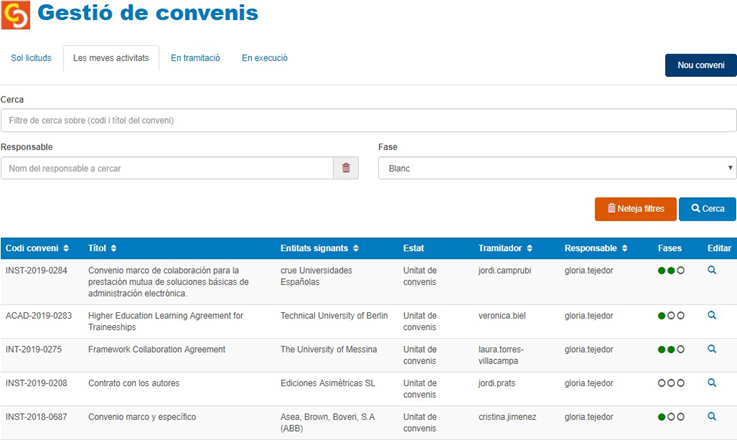 Gestió de convenis
Sol·licituds Les meves activitats En tramitació En execució
Nou conveni
Cerca
Filtre de cerca sobre (codi i títol del conveni)
Responsable Fase
Nom del responsable a cercar Blanc
Neteja filtres Cerca
Codi conveni Títol Entitats signants Estat Tramitador Responsable Fases Editar
INST-2019-0284 Convenio marco de colaboración para la crue Universidades Unitat de jordi.camprubi gloria.tejedor
prestación mutua de soluciones básicas de Españolas convenis
administración electrónica.
ACAD-2019-0283 Higher Education Learning Agreement for Technical University of Berlin Unitat de veronica.biel gloria.tejedor
Traineeships convenis
INT-2019-0275 Framework Collaboration Agreement The University of Messina Unitat de laura.torres- gloria.tejedor
convenis villacampa
INST-2019-0208 Contrato con los autores Ediciones Asimètricas SL Unitat de jordi.prats gloria.tejedor
convenis
INST-2018-0687 Convenio marco y específico Asea, Brown, Boveri, S.A Unitat de cristina.jimenez gloria.tejedor
(ABB) convenis